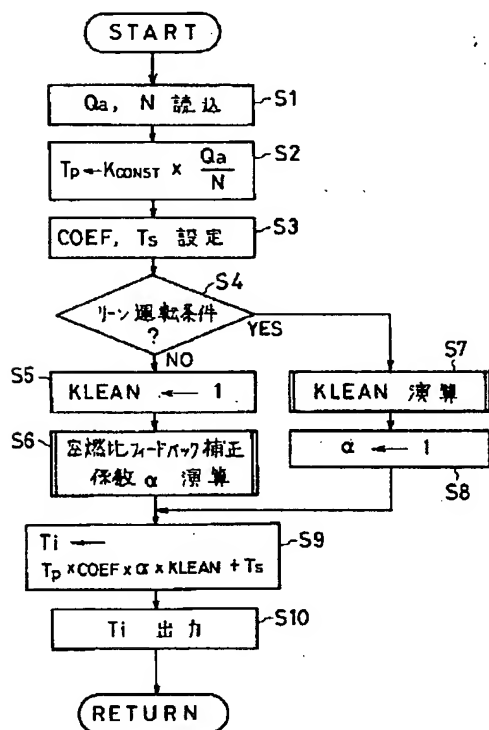 START
Qa, N 読込
S1
Tp←KCONST x Qa/N
S2
COEF, Ts 設定
S3
S4
リーン運転条件
?
YES
NO
S5
KLEAN ← 1
S7
KLEAN 演算
S6
空燃比フィードバック補正
係数 α 演算
α ← 1
S8
Ti ←
Tp x COEF x α x KLEAN + Ts
S9
Ti 出力
S10
RETURN